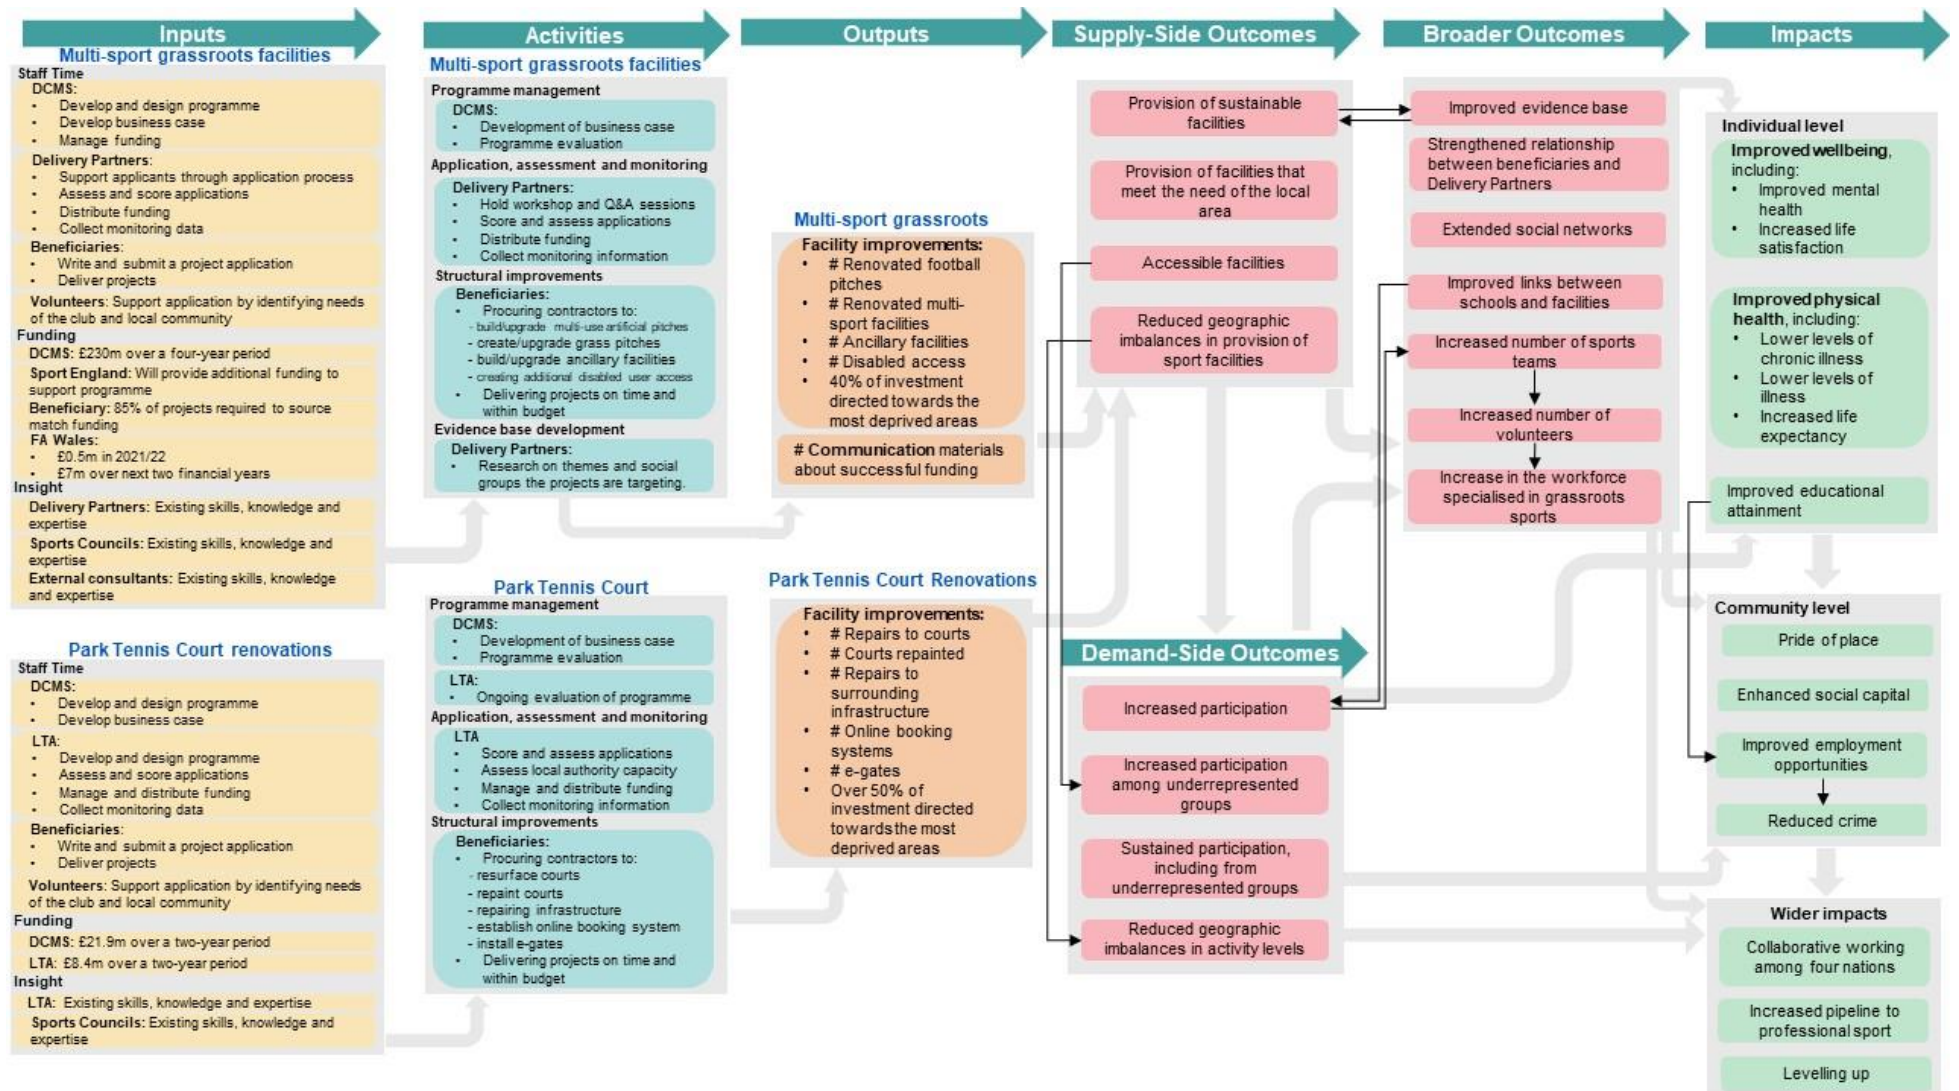 Inputs
Multi-sport grassroots facilities
Staff Time
DCMS:
• Develop and design programme
• Develop business case
• Manage funding
Delivery Partners:
• Support applicants through application process
• Assess and score applications
• Distribute funding
• Collect monitoring data
Beneficiaries:
• Write and submit a project application
• Deliver projects
Volunteers: Support application by identifying needs
of the club and local community
Funding
DCMS: £230m over a four-year period
Sport England: Will provide additional funding to
support programme
Beneficiary: 85% of projects required to source
match funding
FA Wales:
• £0.5m in 2021/22
• £7m over next two financial years
Insight
Delivery Partners: Existing skills, knowledge and
expertise
Sports Councils: Existing skills, knowledge and
expertise
External consultants: Existing skills, knowledge
and expertise
Park Tennis Court renovations
Staff Time
DCMS:
• Develop and design programme
• Develop business case
LTA:
• Develop and design programme
• Assess and score applications
• Manage and distribute funding
• Collect monitoring data
Beneficiaries:
• Write and submit a project application
• Deliver projects
Volunteers: Support application by identifying needs
of the club and local community
Funding
DCMS: £21.9m over a two-year period
LTA: £8.4m over a two-year period
Insight
LTA: Existing skills, knowledge and expertise
Sports Councils: Existing skills, knowledge and
expertise
Activities
Multi-sport grassroots facilities
Programme management
DCMS:
• Development of business case
• Programme evaluation
Application, assessment and monitoring
Delivery Partners:
• Hold workshop and Q&A sessions
• Score and assess applications
• Distribute funding
• Collect monitoring information
Structural improvements
Beneficiaries:
• Procuring contractors to:
- build/upgrade multi-use artificial pitches
- create/upgrade grass pitches
- build/upgrade ancillary facilities
- creating additional disabled user access
• Delivering projects on time and
within budget
Evidence base development
Delivery Partners:
• Research on themes and social
groups the projects are targeting.
Park Tennis Court
Programme management
DCMS:
• Development of business case
• Programme evaluation
LTA:
• Ongoing evaluation of programme
Application, assessment and monitoring
LTA
• Score and assess applications
• Assess local authority capacity
• Manage and distribute funding
• Collect monitoring information
Structural improvements
Beneficiaries:
• Procuring contractors to:
- resurface courts
- repaint courts
- repairing infrastructure
- establish online booking system
- install e-gates
• Delivering projects on time and
within budget
Outputs
Multi-sport grassroots
Facility improvements:
• # Renovated football
pitches
• # Renovated multi-
sport facilities
• # Ancillary facilities
• # Disabled access
• 40% of investment
directed towards the
most deprived areas
# Communication materials
about successful funding
Park Tennis Court Renovations
Facility improvements:
• # Repairs to courts
• # Courts repainted
• # Repairs to
surrounding
infrastructure
• # Online booking
systems
• # e-gates
• Over 50% of
investment directed
towards the most
deprived areas
Supply-Side Outcomes
Provision of sustainable
facilities
Provision of facilities that
meet the need of the local
area
Accessible facilities
Reduced geographic
imbalances in provision of
sport facilities
Demand-Side Outcomes
Increased participation
Increased participation
among underrepresented
groups
Sustained participation,
including from
underrepresented groups
Reduced geographic
imbalances in activity levels
Broader Outcomes
Improved evidence base
Strengthened relationship
between beneficiaries and
Delivery Partners
Extended social networks
Improved links between
schools and facilities
Increased number of sports
teams
Increased number of
volunteers
Increase in the workforce
specialised in grassroots
sports
Impacts
Individual level
Improved wellbeing,
including:
• Improved mental
health
• Increased life
satisfaction
Improved physical
health, including:
• Lower levels of
chronic illness
• Lower levels of
illness
• Increased life
expectancy
Improved educational
attainment
Community level
Pride of place
Enhanced social capital
Improved employment
opportunities
Reduced crime
Wider impacts
Collaborative working
among four nations
Increased pipeline to
professional sport
Levelling up